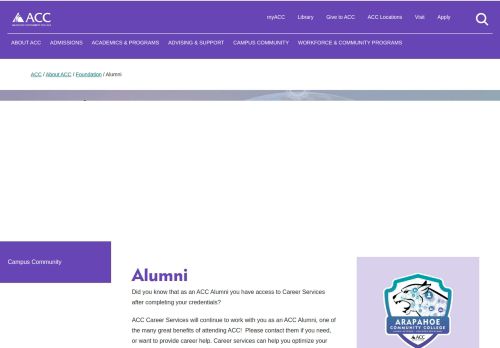 ACC
ARAPAHOE COMMUNITY COLLEGE
myACC Library Give to ACC ACC Locations Visit Apply
ABOUT ACC ADMISSIONS ACADEMICS & PROGRAMS ADVISING & SUPPORT CAMPUS COMMUNITY WORKFORCE & COMMUNITY PROGRAMS
ACC / About ACC / Foundation / Alumni
Campus Community
Alumni
Did you know that as an ACC Alumni you have access to Career Services
after completing your credentials?
ACC Career Services will continue to work with you as an ACC Alumni, one of
the many great benefits of attending ACC! Please contact them if you need,
or want to provide career help. Career services can help you optimize your
ARAPAHOE
COMMUNITY COLLEGE
ACC